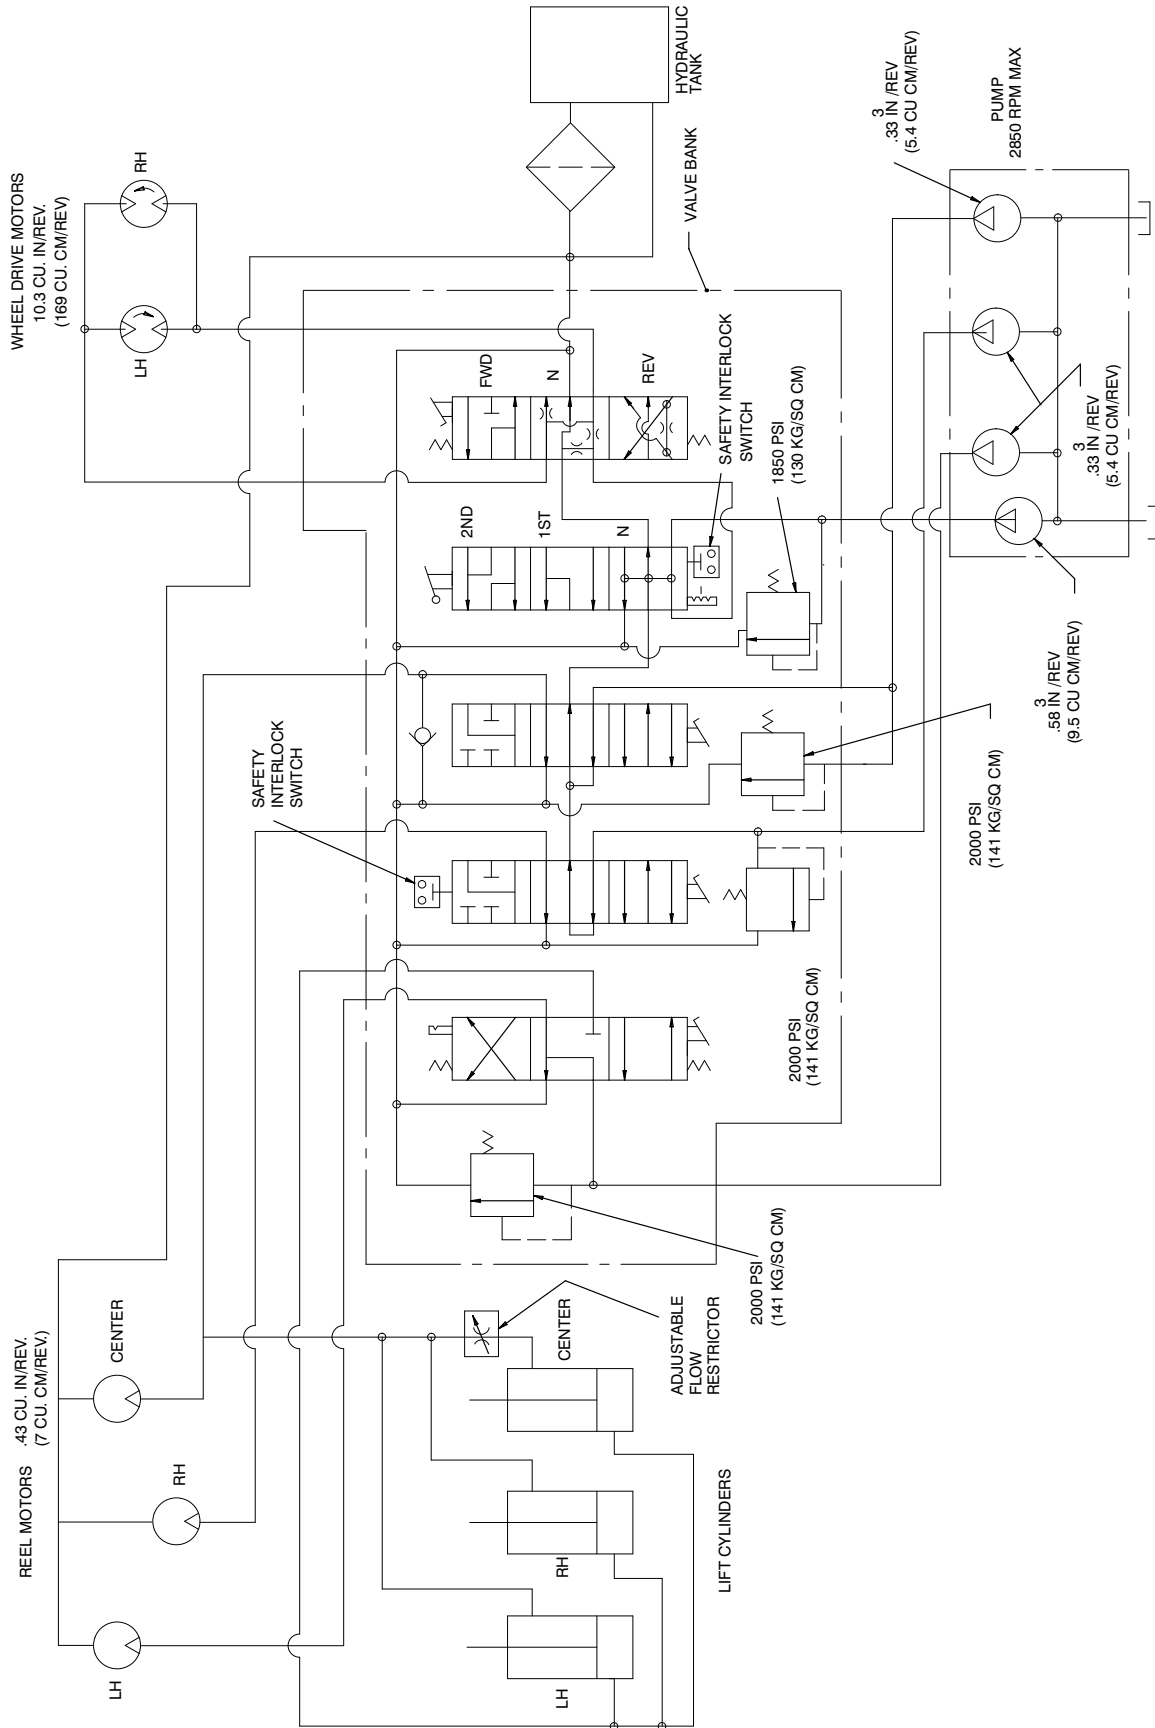 REEL MOTORS .43 CU. IN/REV.
(7 CU. CM/REV.)
WHEEL DRIVE MOTORS
10.3 CU. IN/REV.
(169 CU. CM/REV)
LH
RH
CENTER
LH
RH
SAFETY
INTERLOCK
SWITCH
2ND
1ST
N
FWD
N
REV
LH
RH
CENTER
ADJUSTABLE
FLOW
RESTRICTOR
LIFT CYLINDERS
2000 PSI
(141 KG/SQ CM)
2000 PSI
(141 KG/SQ CM)
2000 PSI
(141 KG/SQ CM)
1850 PSI
(130 KG/SQ CM)
SAFETY INTERLOCK
SWITCH
VALVE BANK
HYDRAULIC
TANK
3
.58 IN /REV
(9.5 CU CM/REV)
3
.33 IN /REV
(5.4 CU CM/REV)
3
.33 IN /REV
(5.4 CU CM/REV)
PUMP
2850 RPM MAX